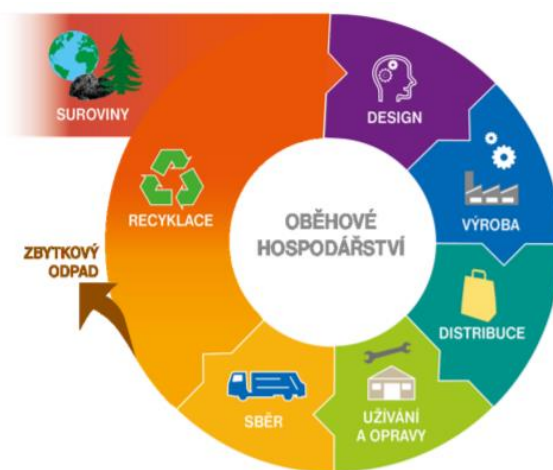 SUROVINY
DESIGN
VÝROBA
DISTRIBUCE
UŽÍVÁNÍ
A OPRAVY
SBĚR
RECYKLACE
ZBYTKOVÝ
ODPAD
OBĚHOVÉ
HOSPODÁŘSTVÍ